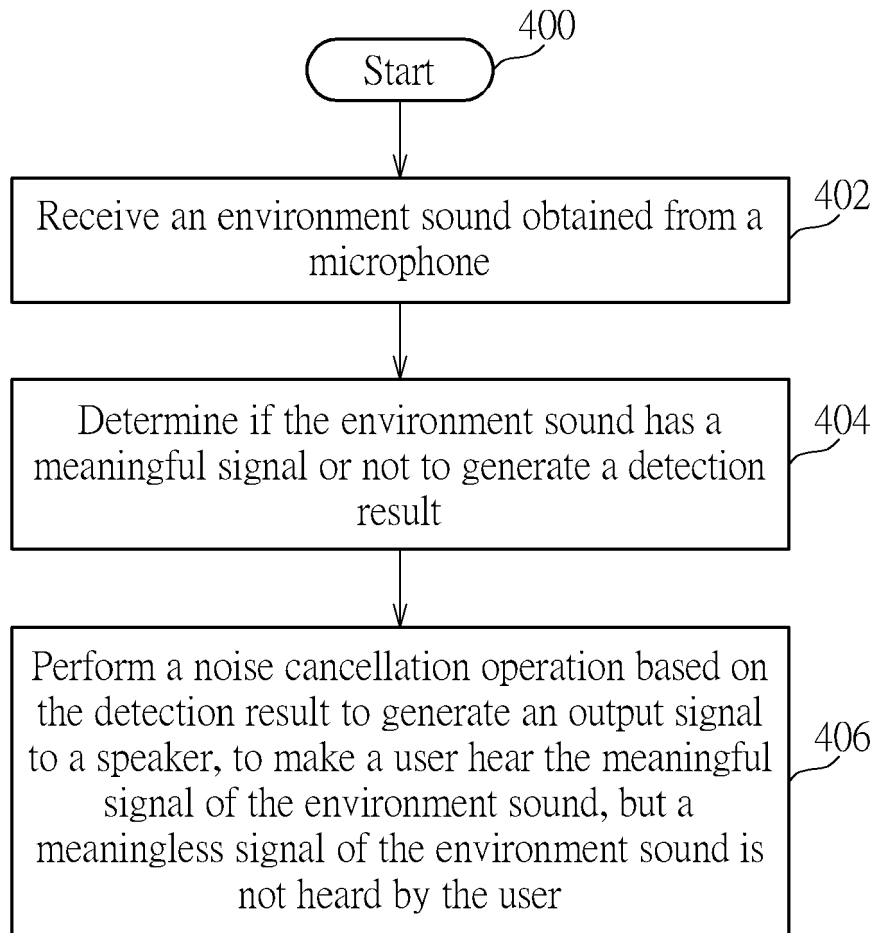 400
Start
402
Receive an environment sound obtained from a
microphone
404
Determine if the environment sound has a
meaningful signal or not to generate a detection
result
406
Perform a noise cancellation operation based on
the detection result to generate an output signal
to a speaker, to make a user hear the meaningful
signal of the environment sound, but a
meaningless signal of the environment sound is
not heard by the user